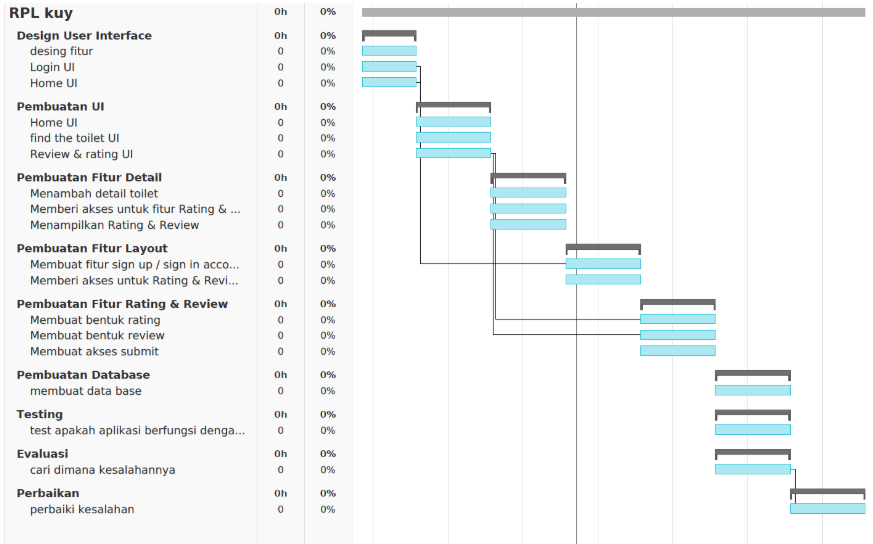 RPL kuy 0h 0%
Design User Interface 0h 0%
desing fitur 0 0%
Login UI 0 0%
Home UI 0 0%
Pembuatan UI 0h 0%
Home UI 0 0%
find the toilet UI 0 0%
Review & rating UI 0 0%
Pembuatan Fitur Detail 0h 0%
Menambah detail toilet 0 0%
Memberi akses untuk fitur Rating & ... 0 0%
Menampilkan Rating & Review 0 0%
Pembuatan Fitur Layout 0h 0%
Membuat fitur sign up / sign in acco... 0 0%
Memberi akses untuk Rating & Revi... 0 0%
Pembuatan Fitur Rating & Review 0h 0%
Membuat bentuk rating 0 0%
Membuat bentuk review 0 0%
Membuat akses submit 0 0%
Pembuatan Database 0h 0%
membuat data base 0 0%
Testing 0h 0%
test apakah aplikasi berfungsi denga... 0 0%
Evaluasi 0h 0%
cari dimana kesalahannya 0 0%
Perbaikan 0h 0%
perbaiki kesalahan 0 0%